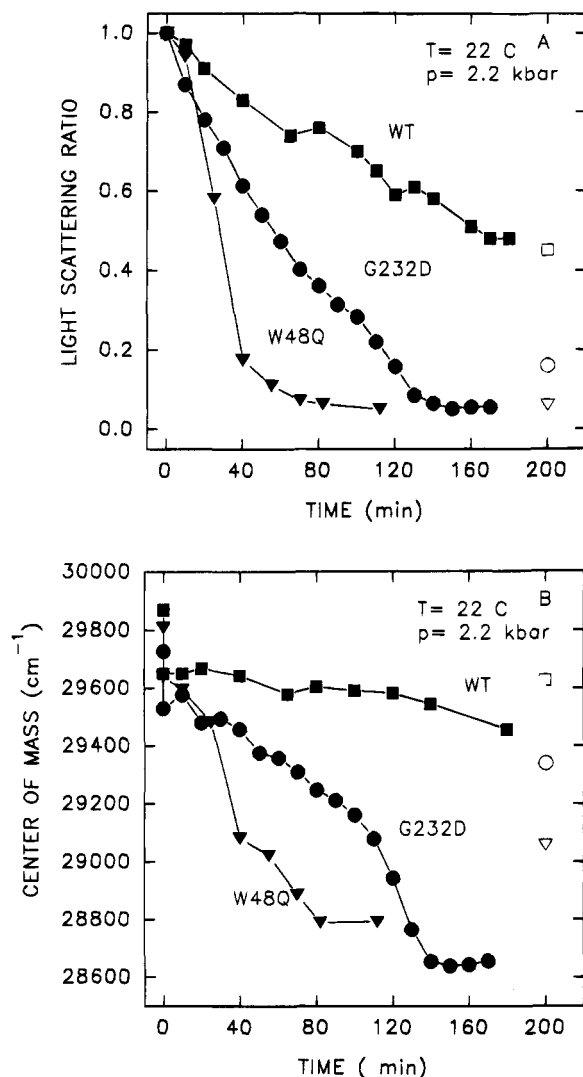 A
T= 22 C
p= 2.2 kbar
WT
G232D
W48Q
LIGHT SCATTERING RATIO
1.0
0.8
0.6
0.4
0.2
0.0
0 40 80 120 160 200
TIME (min)
B
T= 22 C
p= 2.2 kbar
WT
G232D
W48Q
CENTER OF MASS (cm⁻¹)
30000
29800
29600
29400
29200
29000
28800
28600
0 40 80 120 160 200
TIME ( min)